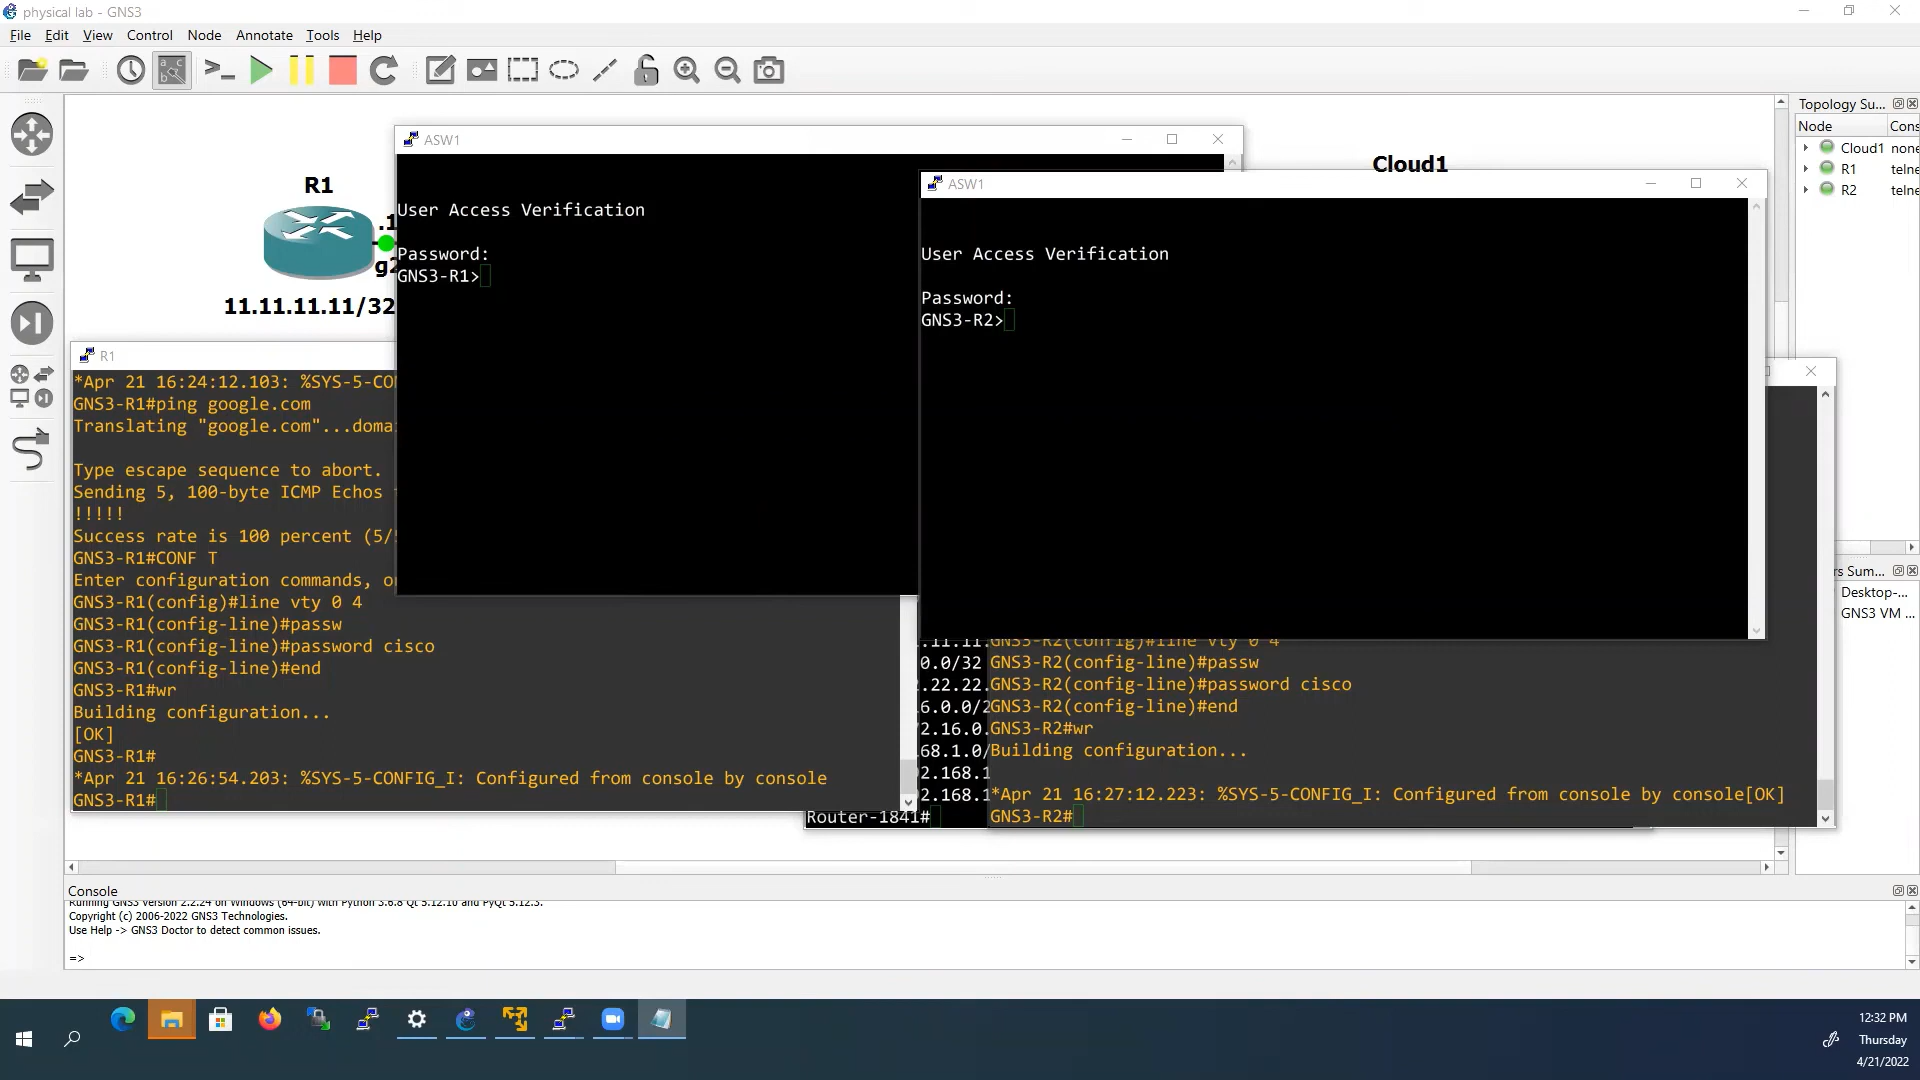 physical lab - GNS3
File Edit View Control Node Annotate Tools Help
R1
.1
11.11.11.11/32
Cloud1
ASW1
User Access Verification
Password:
GNS3-R1>
ASW1
User Access Verification
Password:
GNS3-R2>
R1
*Apr 21 16:24:12.103: %SYS-5-CO
GNS3-R1#ping google.com
Translating "google.com"...doma
Type escape sequence to abort.
Sending 5, 100-byte ICMP Echos
!!!!!
Success rate is 100 percent (5/
GNS3-R1#CONF T
Enter configuration commands, o
GNS3-R1(config)#line vty 0 4
GNS3-R1(config-line)#passw
GNS3-R1(config-line)#password cisco
GNS3-R1(config-line)#end
GNS3-R1#wr
Building configuration...
[OK]
GNS3-R1#
*Apr 21 16:26:54.203: %SYS-5-CONFIG_I: Configured from console by console
GNS3-R1#
.11.11.
0.0/32
.22.22.
6.0.0/2
2.16.0.
68.1.0/
2.168.1
2.168.1
Router-1841#
GNS3-R2(config)#line vty 0 4
GNS3-R2(config-line)#passw
GNS3-R2(config-line)#password cisco
GNS3-R2(config-line)#end
GNS3-R2#wr
Building configuration...
*Apr 21 16:27:12.223: %SYS-5-CONFIG_I: Configured from console by console[OK]
GNS3-R2#
Topology Su...
Node Cons
Cloud1 none
R1 telne
R2 telne
rs Sum...
Desktop-...
GNS3 VM ...
Console
Running GNS3 version 2.2.24 on Windows (64-bit) with Python 3.6.8 Qt 5.12.10 and PyQt 5.12.3.
Copyright (c) 2006-2022 GNS3 Technologies.
Use Help -> GNS3 Doctor to detect common issues.
=>
12:32 PM
Thursday
4/21/2022